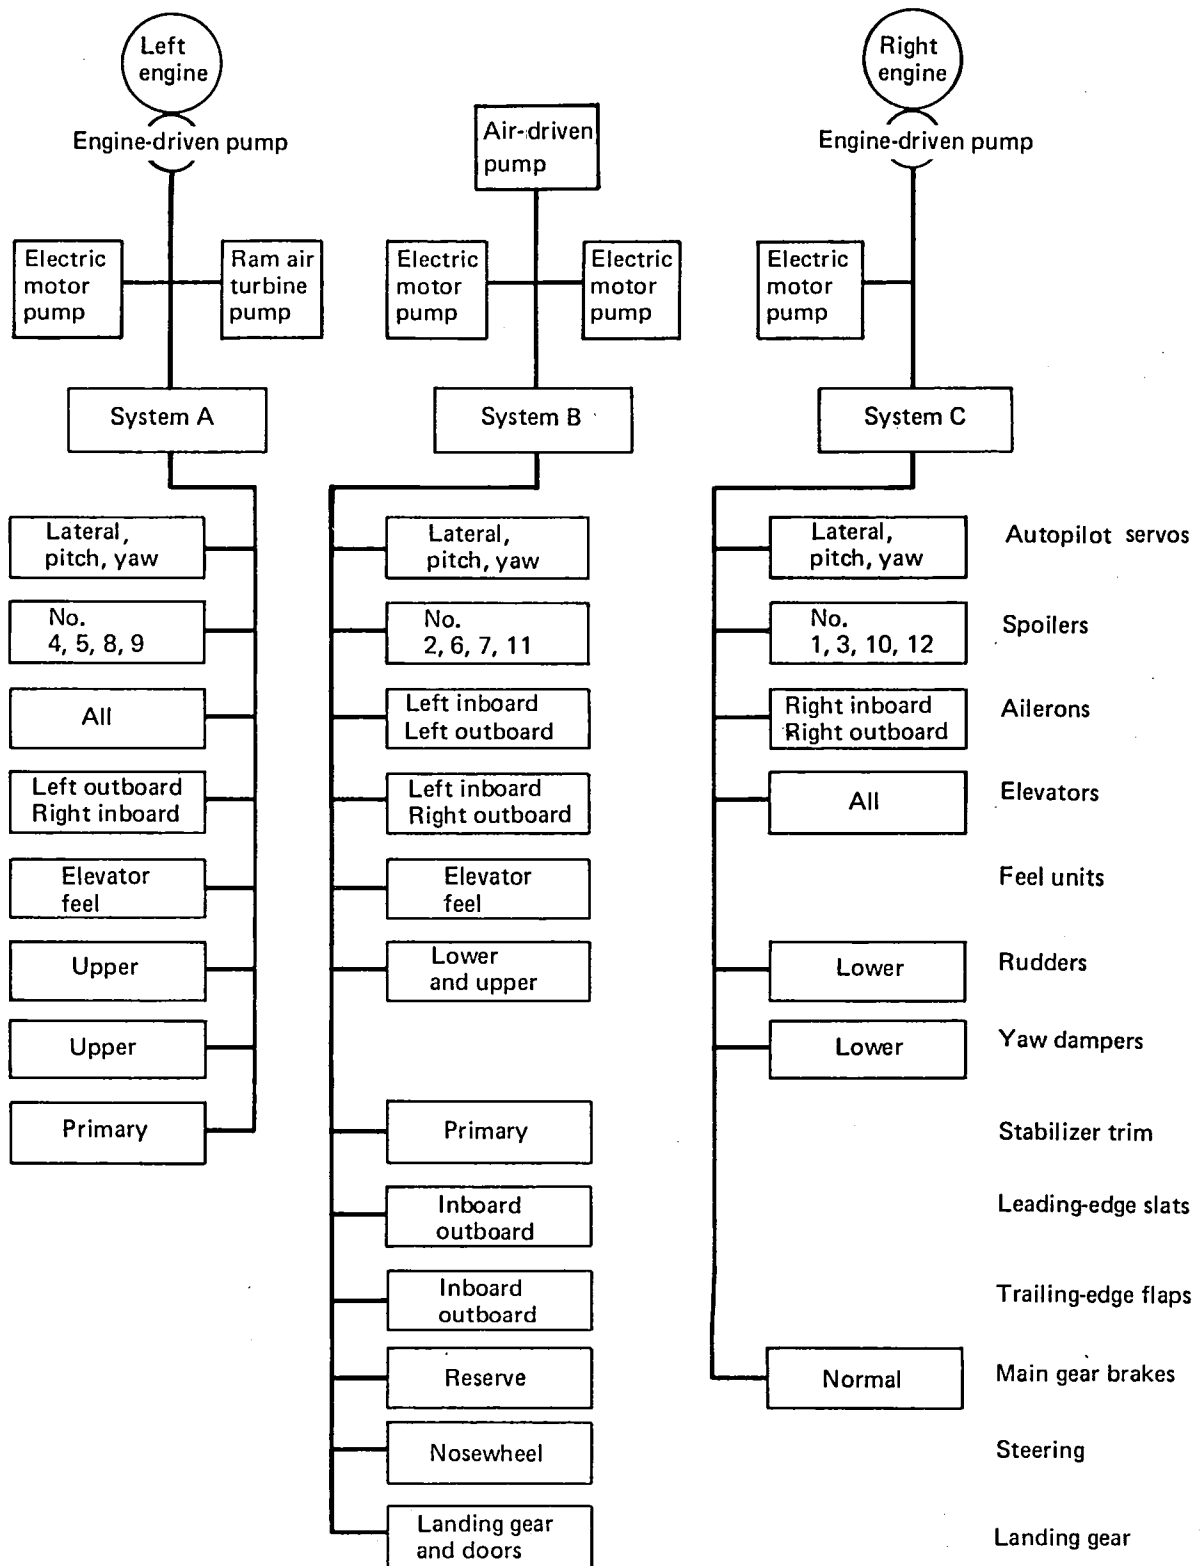 Left
engine
Engine-driven pump
Right
engine
Engine-driven pump
Air-driven
pump
Electric
motor
pump
Ram air
turbine
pump
Electric
motor
pump
Electric
motor
pump
Electric
motor
pump
System A
System B
System C
Lateral,
pitch, yaw
Lateral,
pitch, yaw
Lateral,
pitch, yaw
Autopilot servos
No.
4, 5, 8, 9
No.
2, 6, 7, 11
No.
1, 3, 10, 12
Spoilers
All
Left inboard
Left outboard
Right inboard
Right outboard
Ailerons
Left outboard
Right inboard
Left inboard
Right outboard
All
Elevators
Elevator
feel
Elevator
feel
Feel units
Upper
Lower
and upper
Lower
Rudders
Upper
Lower
Yaw dampers
Primary
Primary
Stabilizer trim
Inboard
outboard
Leading-edge slats
Inboard
outboard
Trailing-edge flaps
Reserve
Normal
Main gear brakes
Nosewheel
Steering
Landing gear
and doors
Landing gear